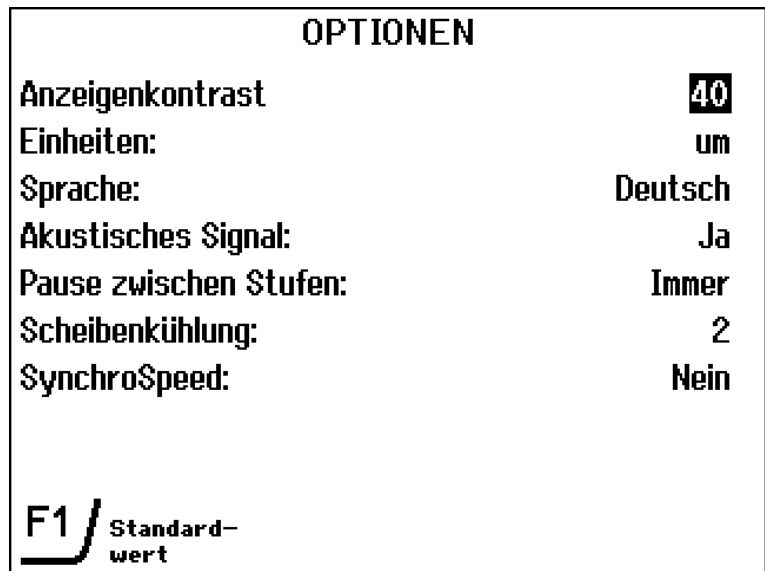 OPTIONEN
Anzeigenkontrast 40
Einheiten: um
Sprache: Deutsch
Akustisches Signal: Ja
Pause zwischen Stufen: Immer
Scheibenkühlung: 2
SynchroSpeed: Nein
F1 Standard-
wert